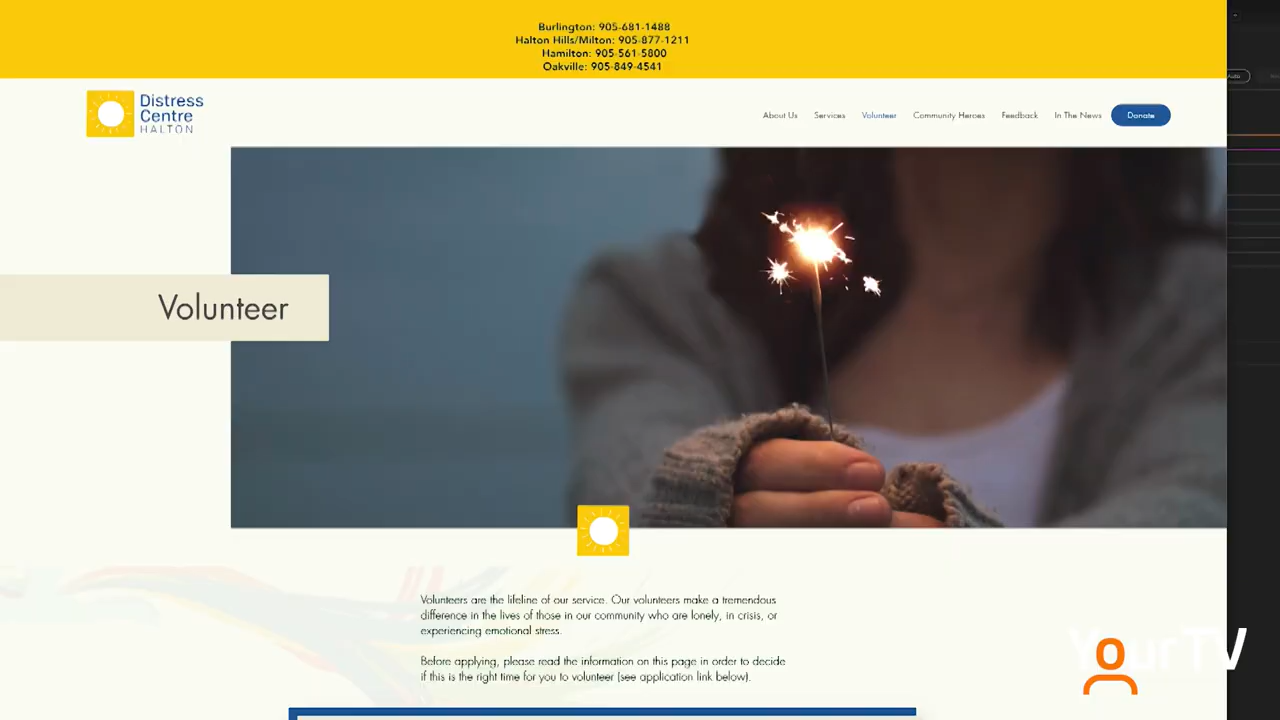 Burlington: 905-681-1488
Halton Hills/Milton: 905-877-1211
Hamilton: 905-561-5800
Oakville: 905-849-4541
Distress
Centre
HALTON
About Us
Services
Volunteer
Community Heroes
Feedback
In The News
Donate
Volunteer
Volunteers are the lifeline of our service. Our volunteers make a tremendous
difference in the lives of those in our community who are lonely, in crisis, or
experiencing emotional stress.
Before applying, please read the information on this page in order to decide
if this is the right time for you to volunteer (see application link below).
YourTV